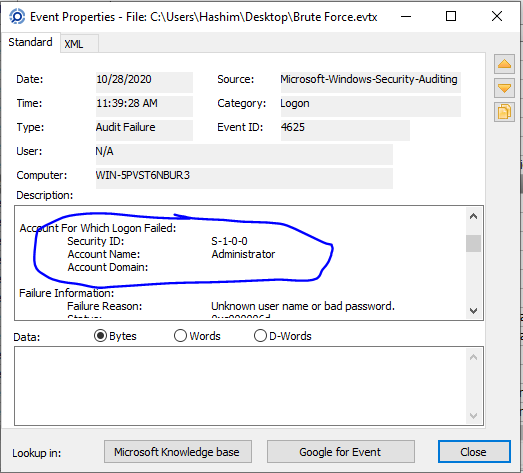 Event Properties - File: C:\Users\Hashim\Desktop\Brute Force.evtx
Standard XML
Date: 10/28/2020 Source: Microsoft-Windows-Security-Auditing
Time: 11:39:28 AM Category: Logon
Type: Audit Failure Event ID: 4625
User: N/A
Computer: WIN-5PVST6NBUR3
Description:
Account For Which Logon Failed:
Security ID: S-1-0-0
Account Name: Administrator
Account Domain:
Failure Information:
Failure Reason: Unknown user name or bad password.
Data: Bytes Words D-Words
Lookup in: Microsoft Knowledge base Google for Event Close